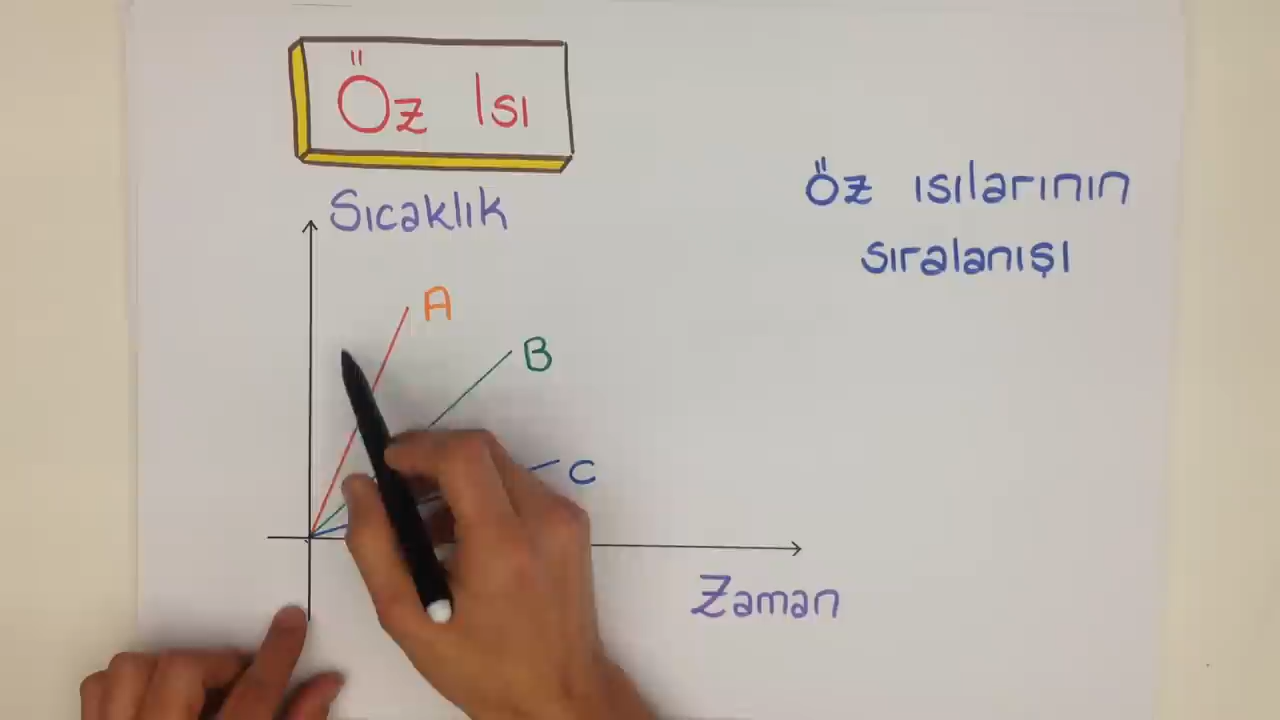 Öz Isı
Sıcaklık
Öz ısılarının
sıralanışı
A
B
C
Zaman